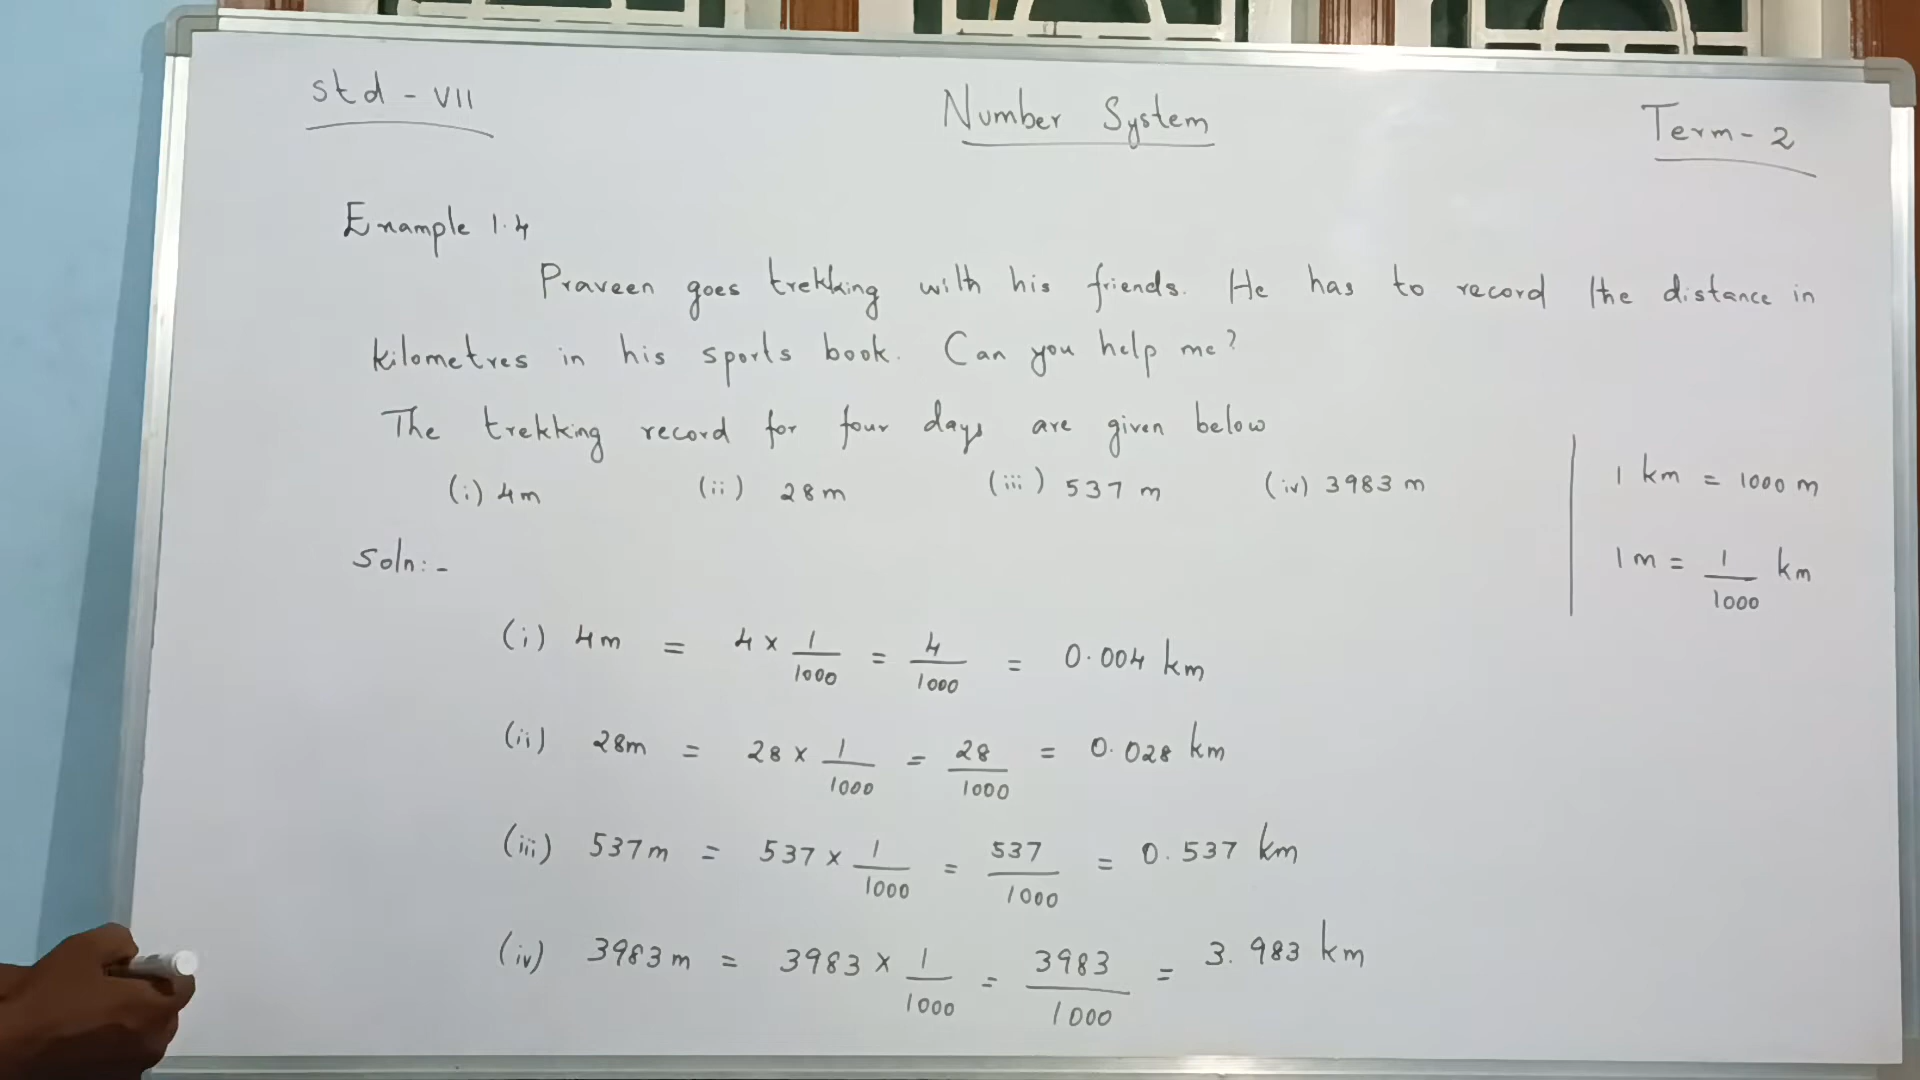 std - VII
Number System
Term - 2
Example 1.4
Praveen goes trekking with his friends. He has to record the distance in
kilometres in his sports book. Can you help me?
The trekking record for four days are given below
(i) 4m (ii) 28m (iii) 537 m (iv) 3983 m
1 km = 1000 m
1 m = 1/1000 km
Soln:-
(i) 4m = 4 × 1/1000 = 4/1000 = 0.004 km
(ii) 28m = 28 × 1/1000 = 28/1000 = 0.028 km
(iii) 537m = 537 × 1/1000 = 537/1000 = 0.537 km
(iv) 3983 m = 3983 × 1/1000 = 3983/1000 = 3.983 km